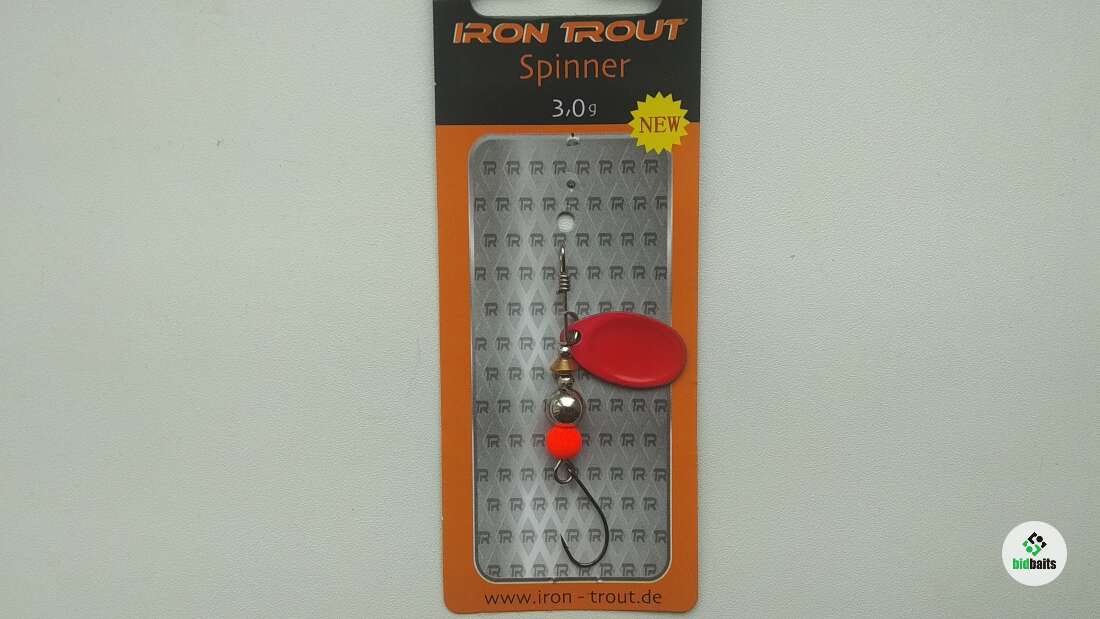 IRON TROUT
Spinner
3,0g
NEW
www.iron - trout.de
bidbaits